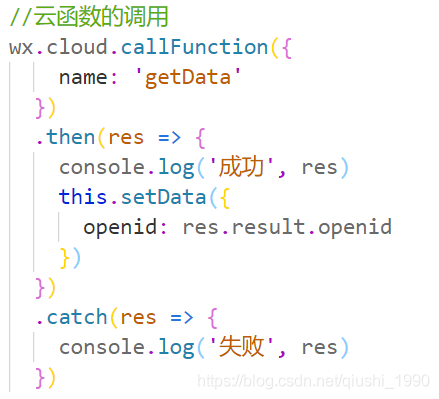 //云函数的调用
wx.cloud.callFunction({
name: 'getData'
})
.then(res => {
console.log('成功', res)
this.setData({
openid: res.result.openid
})
})
.catch(res => {
console.log('失败', res)
})
https://blog.csdn.net/qiushi_1990